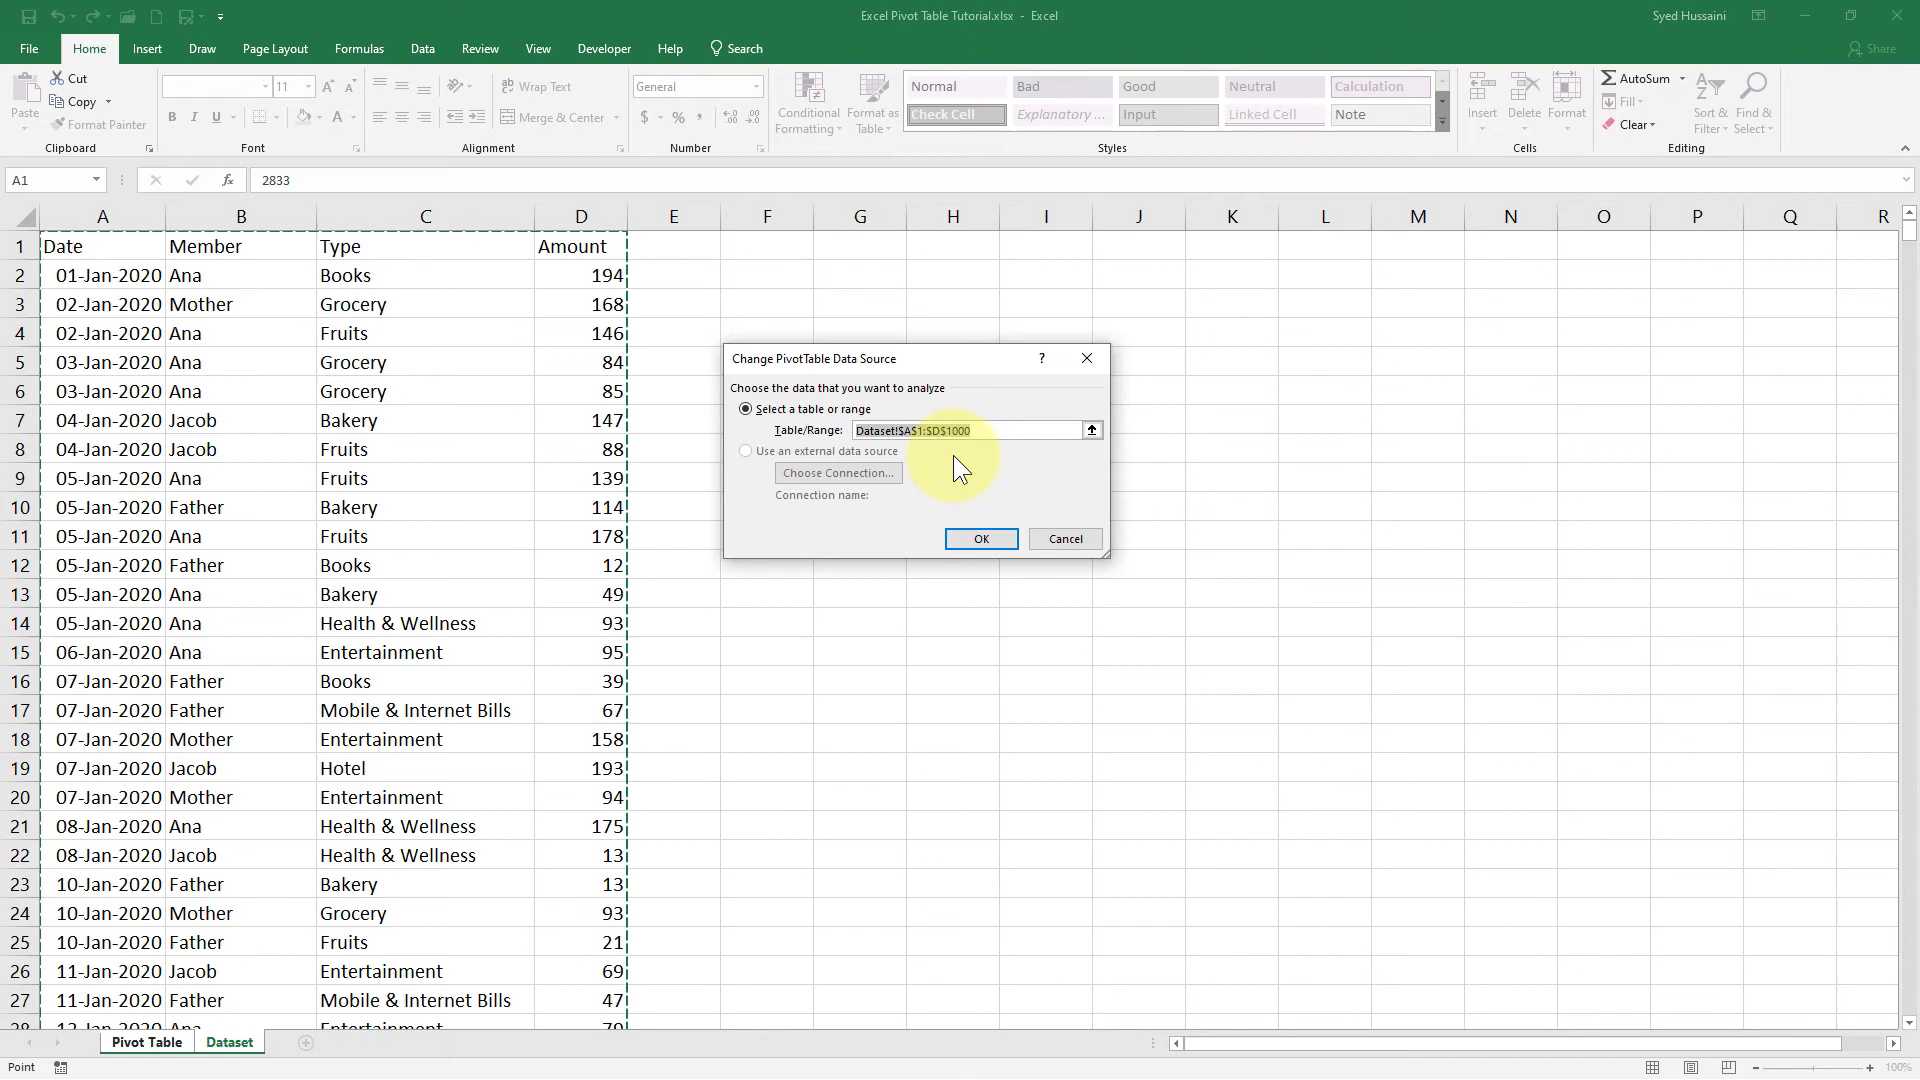 Excel Pivot Table Tutorial.xlsx - Excel
Syed Hussaini
File Home Insert Draw Page Layout Formulas Data Review View Developer Help Search Share
Paste
Cut
Copy
Format Painter
Clipboard
11
B I U
Font
Wrap Text
Merge & Center
Alignment
General
$ % ,
Number
Conditional Formatting
Format as Table
Normal Bad Good Neutral Calculation
Check Cell Explanatory ... Input Linked Cell Note
Styles
Insert Delete Format
Cells
AutoSum
Fill
Clear
Sort & Filter
Find & Select
Editing
A1 fx 2833
A B C D E F G H I J K L M N O P Q R
1 Date Member Type Amount
2 01-Jan-2020 Ana Books 194
3 02-Jan-2020 Mother Grocery 168
4 02-Jan-2020 Ana Fruits 146
5 03-Jan-2020 Ana Grocery 84
6 03-Jan-2020 Ana Grocery 85
7 04-Jan-2020 Jacob Bakery 147
8 04-Jan-2020 Jacob Fruits 88
9 05-Jan-2020 Ana Fruits 139
10 05-Jan-2020 Father Bakery 114
11 05-Jan-2020 Ana Fruits 178
12 05-Jan-2020 Father Books 12
13 05-Jan-2020 Ana Bakery 49
14 05-Jan-2020 Ana Health & Wellness 93
15 06-Jan-2020 Ana Entertainment 95
16 07-Jan-2020 Father Books 39
17 07-Jan-2020 Father Mobile & Internet Bills 67
18 07-Jan-2020 Mother Entertainment 158
19 07-Jan-2020 Jacob Hotel 193
20 07-Jan-2020 Mother Entertainment 94
21 08-Jan-2020 Ana Health & Wellness 175
22 08-Jan-2020 Jacob Health & Wellness 13
23 10-Jan-2020 Father Bakery 13
24 10-Jan-2020 Mother Grocery 93
25 10-Jan-2020 Father Fruits 21
26 11-Jan-2020 Jacob Entertainment 69
27 11-Jan-2020 Father Mobile & Internet Bills 47
28 12-Jan-2020 Ana Entertainment 79
Change PivotTable Data Source ?
Choose the data that you want to analyze
Select a table or range
Table/Range: Dataset!$A$1:$D$1000
Use an external data source
Choose Connection...
Connection name:
OK Cancel
Pivot Table Dataset
Point
100%